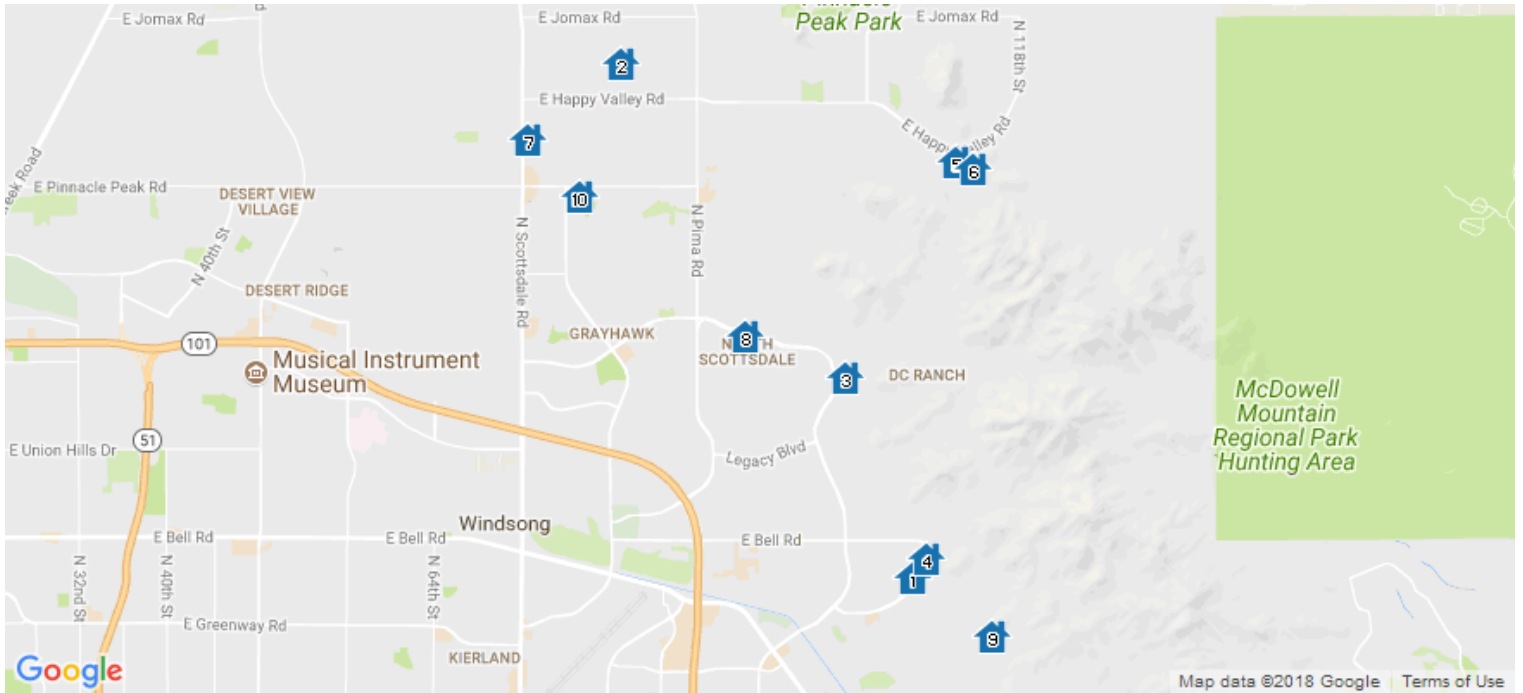 Pinnacle
Peak Park
E Jomax Rd
E Jomax Rd
E Jomax Rd
N 118th St
2
E Happy Valley Rd
E Happy Valley Rd
7
5
6
eek Road
E Pinnacle Peak Rd
DESERT VIEW
VILLAGE
10
N 40th St
N Scottsdale Rd
N Pima Rd
DESERT RIDGE
GRAYHAWK
8
NORTH
SCOTTSDALE
101
Musical Instrument
Museum
3
DC RANCH
McDowell
Mountain
Regional Park
Hunting Area
51
E Union Hills Dr
Legacy Blvd
Windsong
E Bell Rd
E Bell Rd
E Bell Rd
N 32nd St
N 40th St
N 64th St
4
1
E Greenway Rd
9
KIERLAND
Google
Map data ©2018 Google
Terms of Use